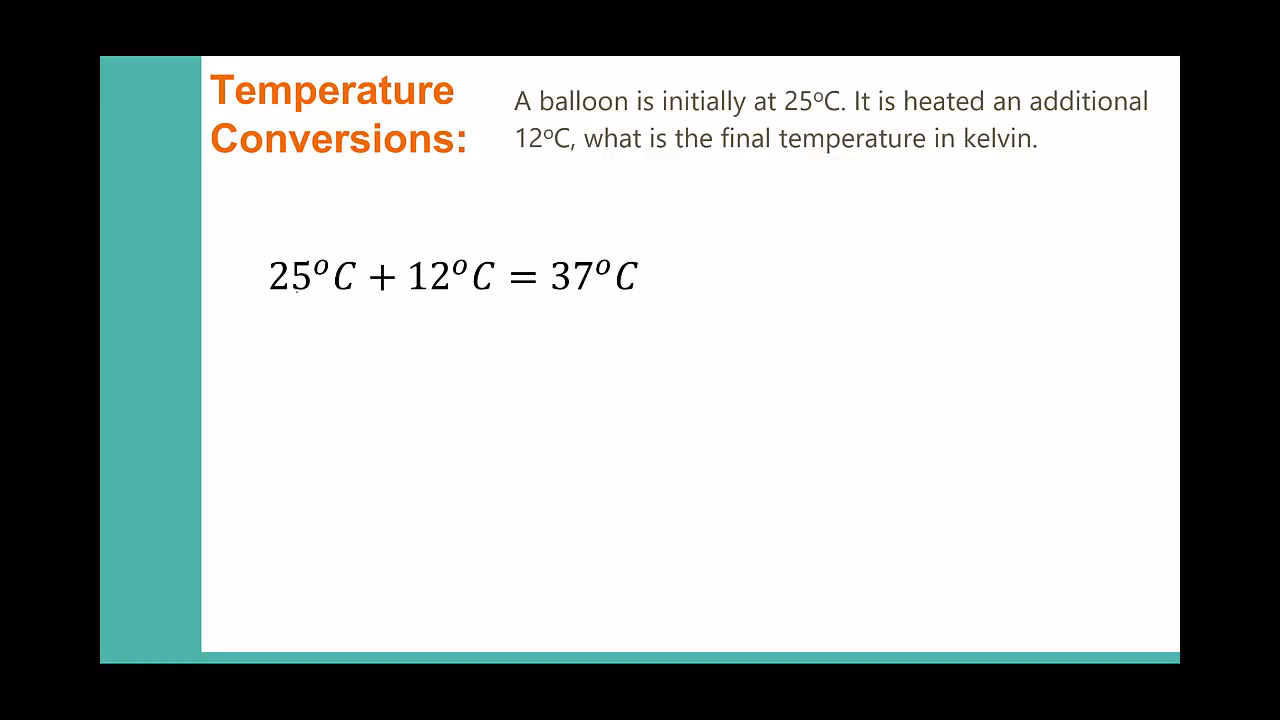 Temperature
Conversions:
A balloon is initially at 25ºC. It is heated an additional
12ºC, what is the final temperature in kelvin.
25ºC + 12ºC = 37ºC